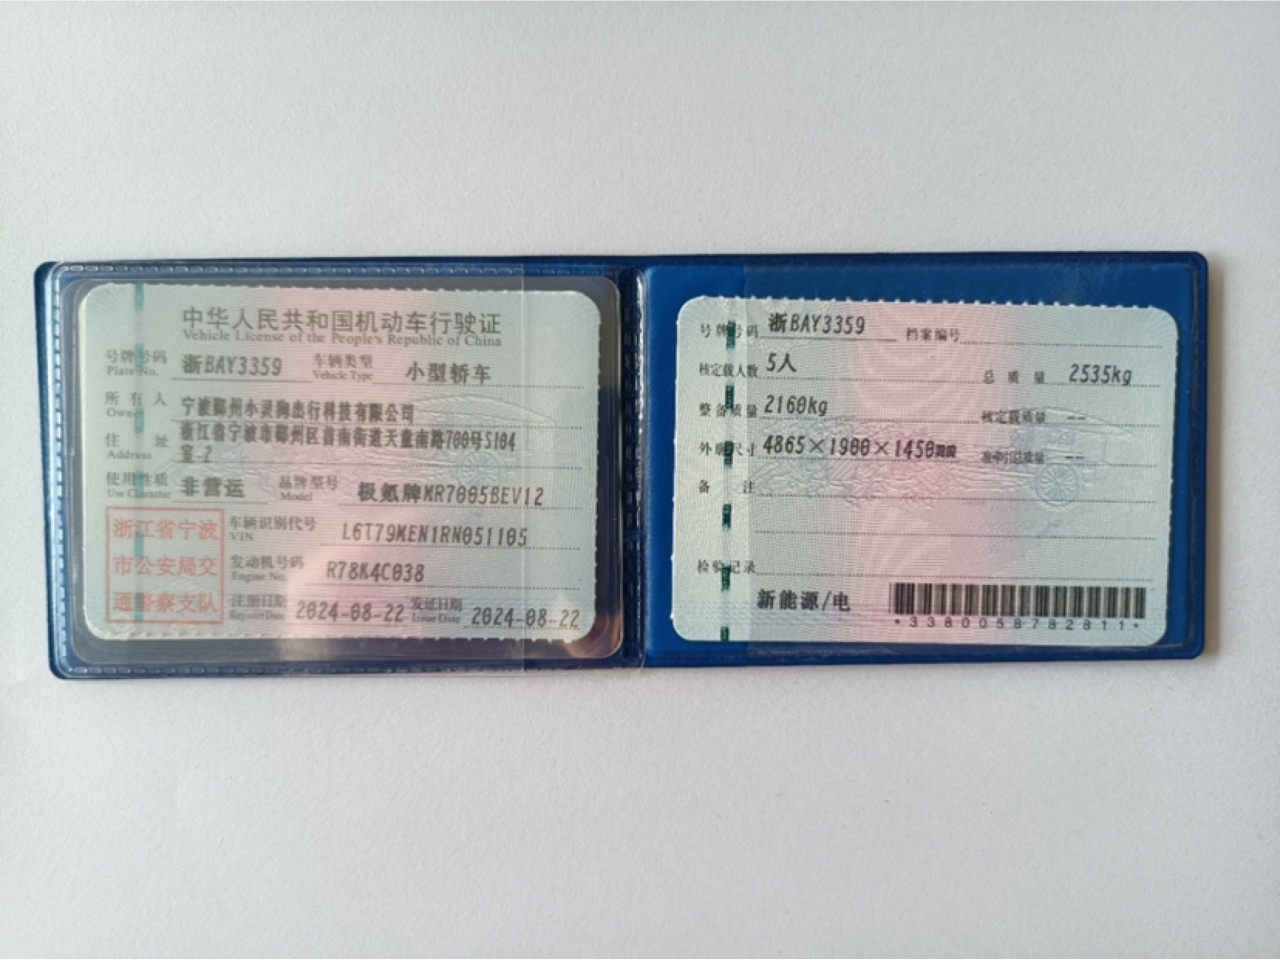 中华人民共和国机动车行驶证
Vehicle License of the People's Republic of China
号牌号码 浙BAY3359 车辆类型 小型轿车
Plate No. Vehicle Type
所有人 宁波鄞州小灵狗出行科技有限公司
Owner
住址 浙江省宁波市鄞州区首南街道天童南路700号S104
Address 室-2
使用性质 非营运 品牌型号 极氪牌MR7005BEV12
Use Character Model
浙江省宁波
市公安局交
通警察支队
车辆识别代号 L6T79MEN1RN051105
VIN
发动机号码 R78K4C038
Engine No.
注册日期 2024-08-22 发证日期 2024-08-22
Register Date Issue Date
号牌号码 浙BAY3359 档案编号
核定载人数 5人 总质量 2535kg
整备质量 2160kg 核定载质量 --
外廓尺寸 4865×1900×1450mm 准牵引总质量 --
备注
检验记录
新能源/电
*3380058782811*